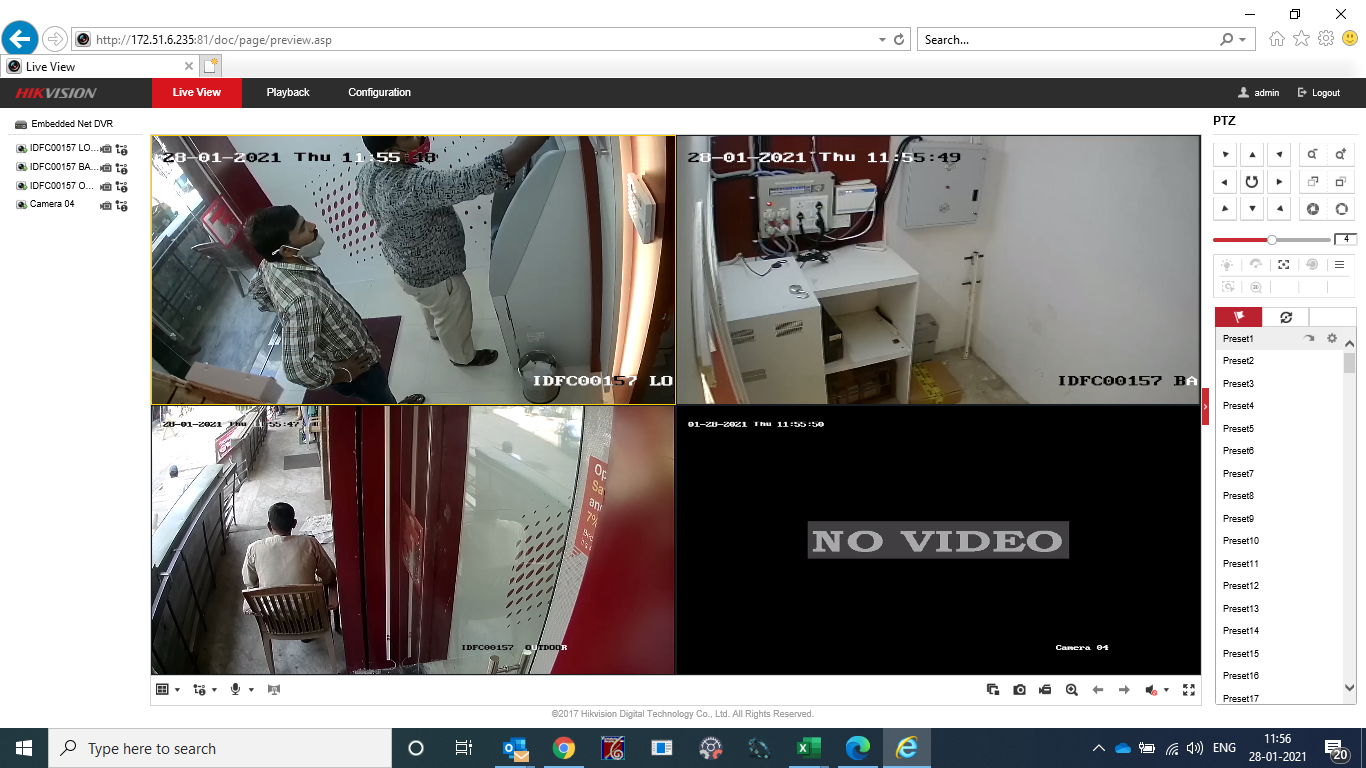 http://172.51.6.235:81/doc/page/preview.asp
Search...
Live View
HIKVISION
Live View
Playback
Configuration
admin
Logout
Embedded Net DVR
IDFC00157 LO...
IDFC00157 BA...
IDFC00157 O...
Camera 04
28-01-2021 Thu 11:55:48
IDFC00157 LO
28-01-2021 Thu 11:55:49
IDFC00157 BA
28-01-2021 Thu 11:55:47
Op
Sa
an
7%
IDFC00157 OUTDOOR
01-28-2021 Thu 11:55:50
NO VIDEO
Camera 04
PTZ
4
Preset1
Preset2
Preset3
Preset4
Preset5
Preset6
Preset7
Preset8
Preset9
Preset10
Preset11
Preset12
Preset13
Preset14
Preset15
Preset16
Preset17
©2017 Hikvision Digital Technology Co., Ltd. All Rights Reserved.
Type here to search
ENG
11:56
28-01-2021
20